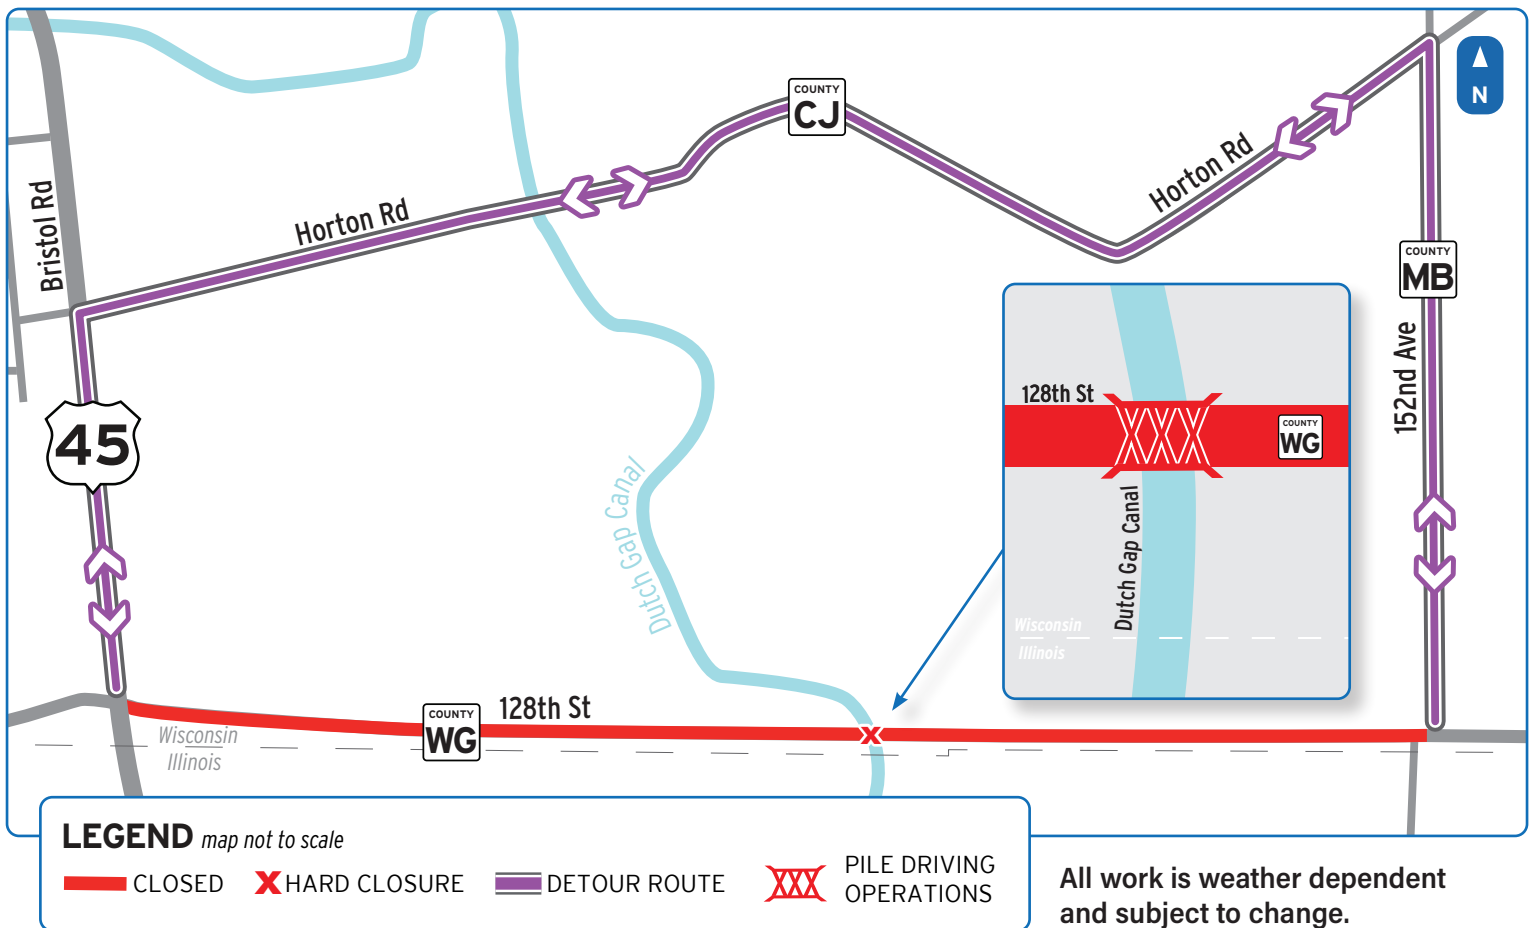 N
COUNTY
CJ
Horton Rd
Horton Rd
Bristol Rd
COUNTY
MB
152nd Ave
45
128th St
COUNTY
WG
Dutch Gap Canal
Wisconsin
Illinois
Dutch Gap Canal
128th St
COUNTY
WG
X
Wisconsin
Illinois
LEGEND map not to scale
CLOSED
X HARD CLOSURE
DETOUR ROUTE
PILE DRIVING
OPERATIONS
All work is weather dependent
and subject to change.